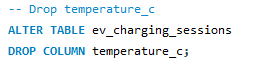 -- Drop temperature_c
ALTER TABLE ev_charging_sessions
DROP COLUMN temperature_c;